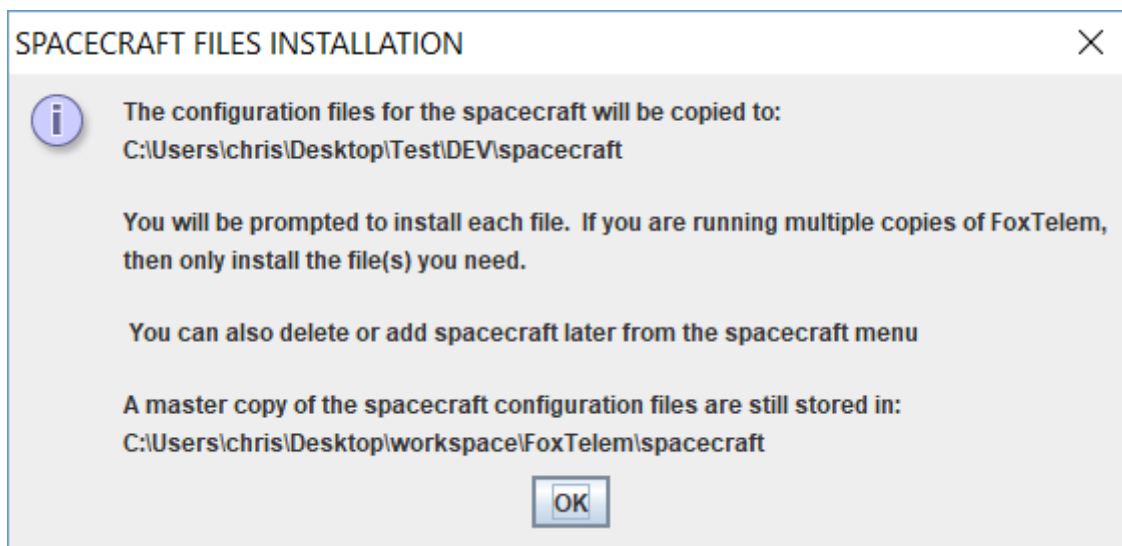 SPACECRAFT FILES INSTALLATION
The configuration files for the spacecraft will be copied to:
C:\Users\chris\Desktop\Test\DEV\spacecraft
You will be prompted to install each file.  If you are running multiple copies of FoxTelem,
then only install the file(s) you need.
You can also delete or add spacecraft later from the spacecraft menu
A master copy of the spacecraft configuration files are still stored in:
C:\Users\chris\Desktop\workspace\FoxTelem\spacecraft
OK